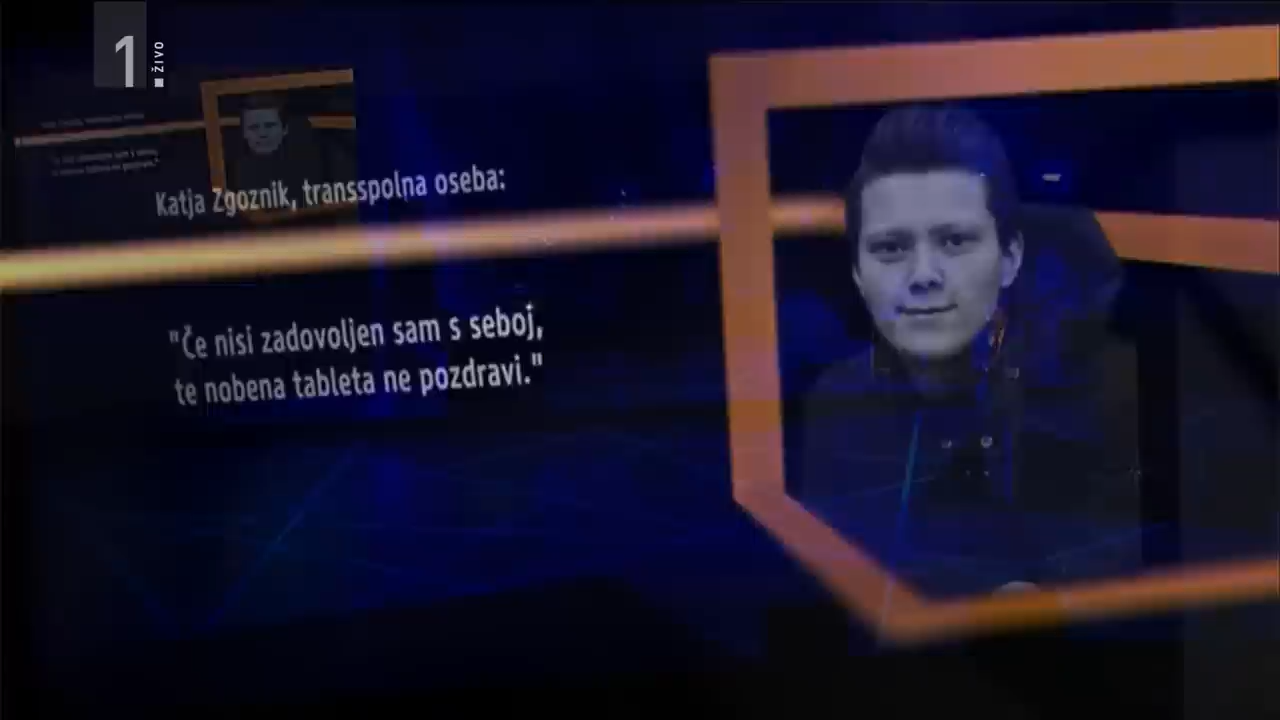 1
ŽIVO
Katja Zgoznik, transspolna oseba:
"Če nisi zadovoljen sam s seboj,
te nobena tableta ne pozdravi."